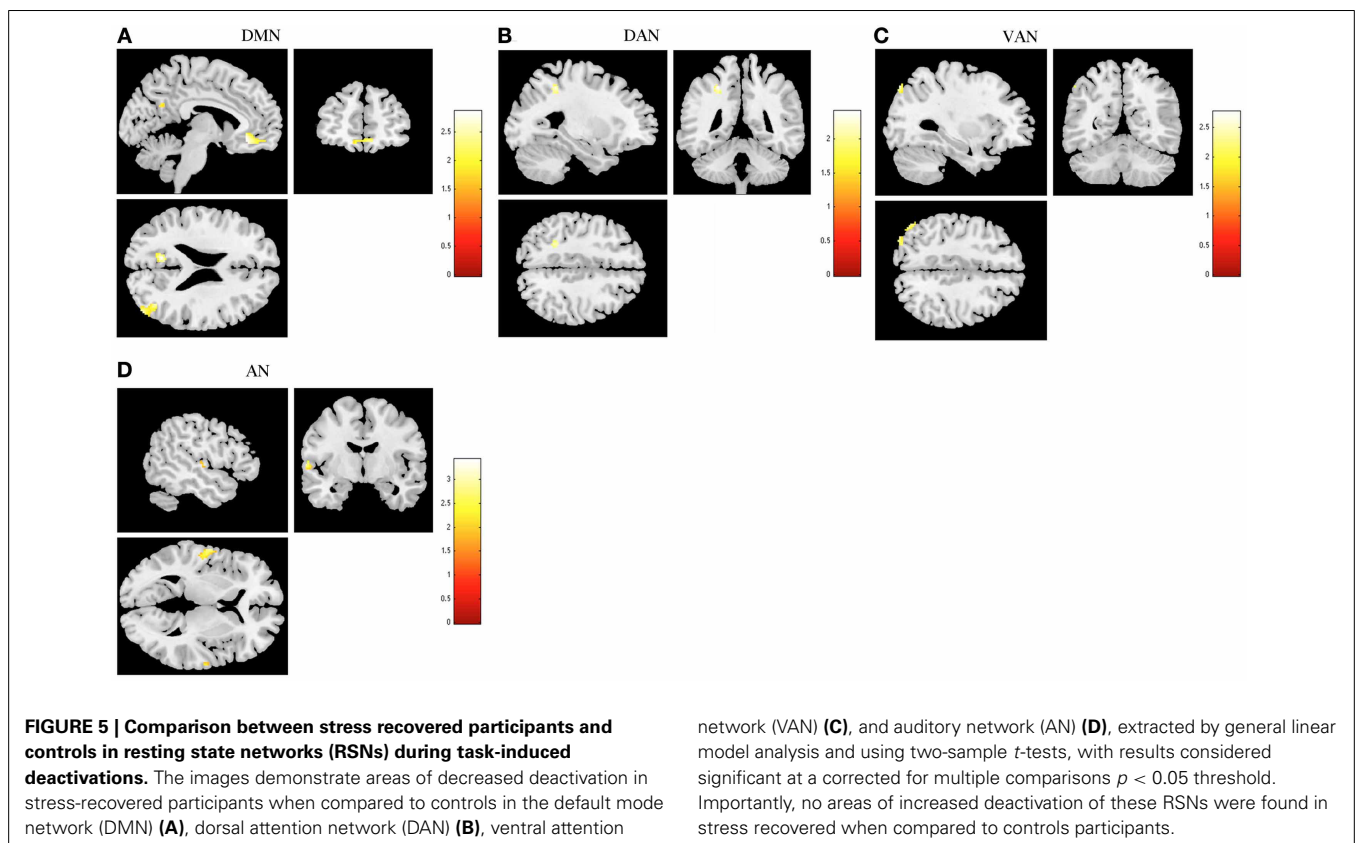 A
DMN
2.5
2
1.5
1
0.5
0
B
DAN
2
1.5
1
0.5
0
C
VAN
2.5
2
1.5
1
0.5
0
D
AN
3
2.5
2
1.5
1
0.5
0
FIGURE 5 | Comparison between stress recovered participants and
controls in resting state networks (RSNs) during task-induced
deactivations. The images demonstrate areas of decreased deactivation in
stress-recovered participants when compared to controls in the default mode
network (DMN) (A), dorsal attention network (DAN) (B), ventral attention
network (VAN) (C), and auditory network (AN) (D), extracted by general linear
model analysis and using two-sample t-tests, with results considered
significant at a corrected for multiple comparisons p < 0.05 threshold.
Importantly, no areas of increased deactivation of these RSNs were found in
stress recovered when compared to controls participants.